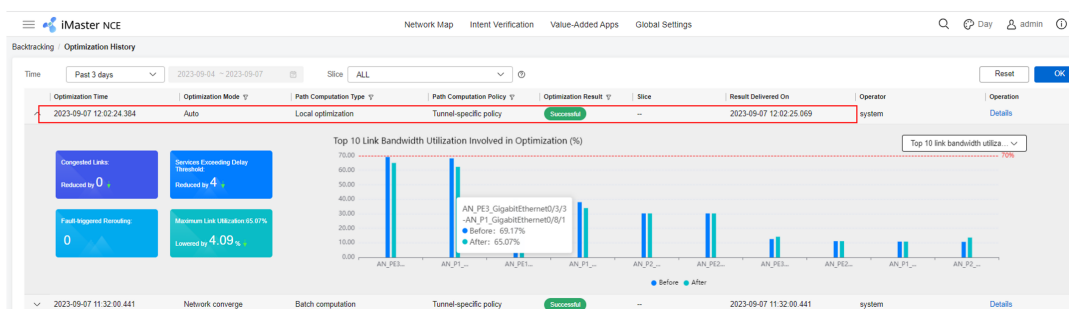 iMaster NCE
Network Map Intent Verification Value-Added Apps Global Settings
Day admin
Backtracking / Optimization History
Time Past 3 days 2023-09-04 ~ 2023-09-07 Slice ALL Reset OK
Optimization Time Optimization Mode Path Computation Type Path Computation Policy Optimization Result Slice Result Delivered On Operator Operation
2023-09-07 12:02:24.384 Auto Local optimization Tunnel-specific policy Successful -- 2023-09-07 12:02:25.069 system Details
Top 10 Link Bandwidth Utilization Involved in Optimization (%)
Top 10 link bandwidth utiliza...
Congested Links:
Reduced by 0
Services Exceeding Delay
Threshold:
Reduced by 4
Fault-triggered Rerouting:
0
Maximum Link Utilization:65.07%
Lowered by 4.09 %
70.00
60.00
50.00
40.00
30.00
20.00
10.00
0.00
70%
AN_PE3_GigabitEthernet0/3/3
-AN_P1_GigabitEthernet0/8/1
Before: 69.17%
After: 65.07%
AN_PE3... AN_P1_... AN_PE1... AN_P1_... AN_P2_... AN_PE2... AN_PE3... AN_PE2... AN_P1_... AN_P2_...
Before After
2023-09-07 11:32:00.441 Network converge Batch computation Tunnel-specific policy Successful -- 2023-09-07 11:32:00.441 system Details